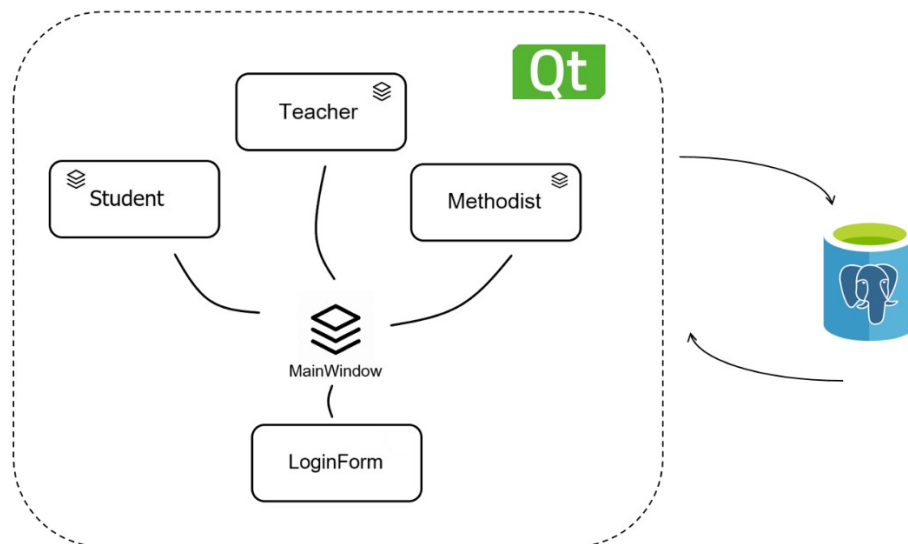 Qt
Teacher
Student
Methodist
MainWindow
LoginForm